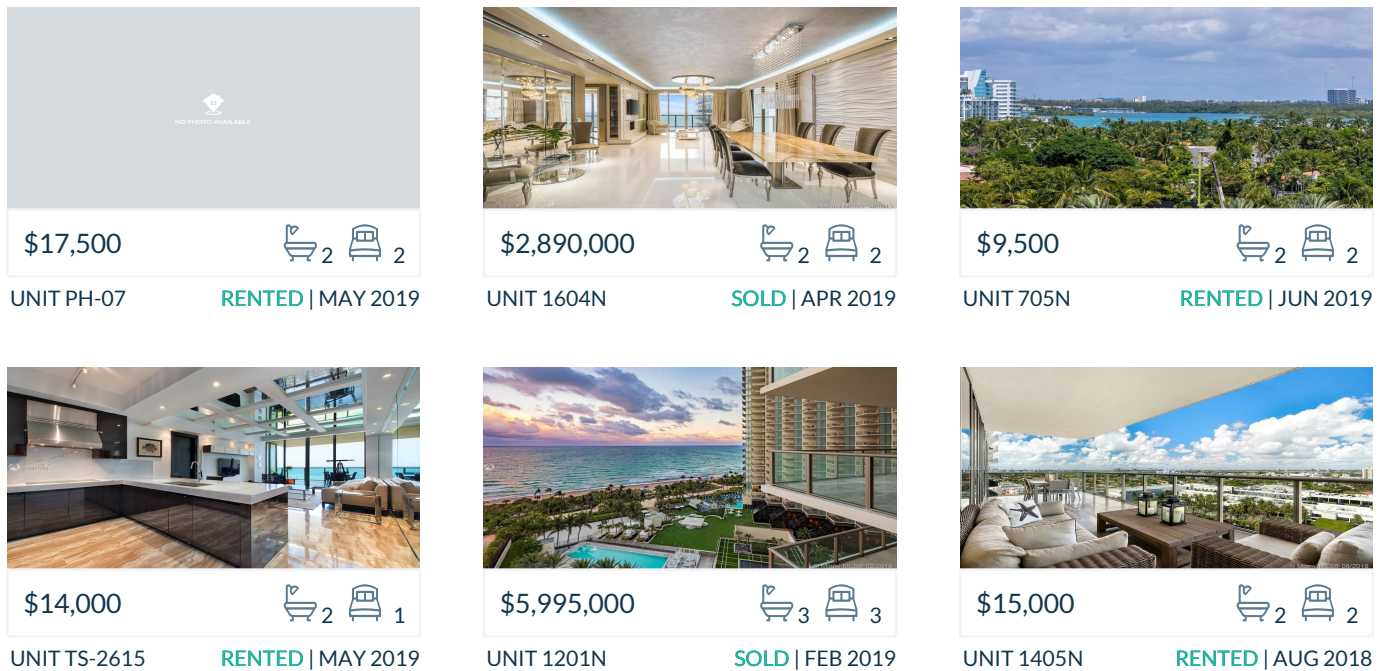 NO PHOTO AVAILABLE
$17,500 2 2
UNIT PH-07 RENTED | MAY 2019
$2,890,000 2 2
UNIT 1604N SOLD | APR 2019
$9,500 2 2
UNIT 705N RENTED | JUN 2019
$14,000 2 1
UNIT TS-2615 RENTED | MAY 2019
$5,995,000 3 3
UNIT 1201N SOLD | FEB 2019
$15,000 2 2
UNIT 1405N RENTED | AUG 2018